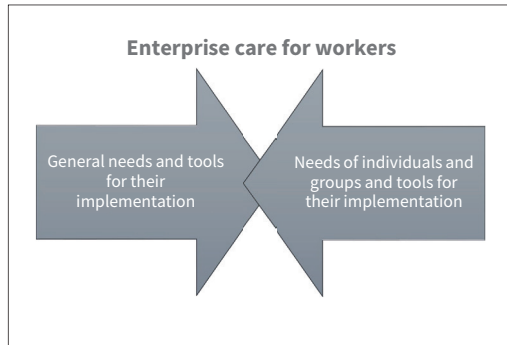 Enterprise care for workers
General needs and tools
for their
implementation
Needs of individuals and
groups and tools for
their implementation